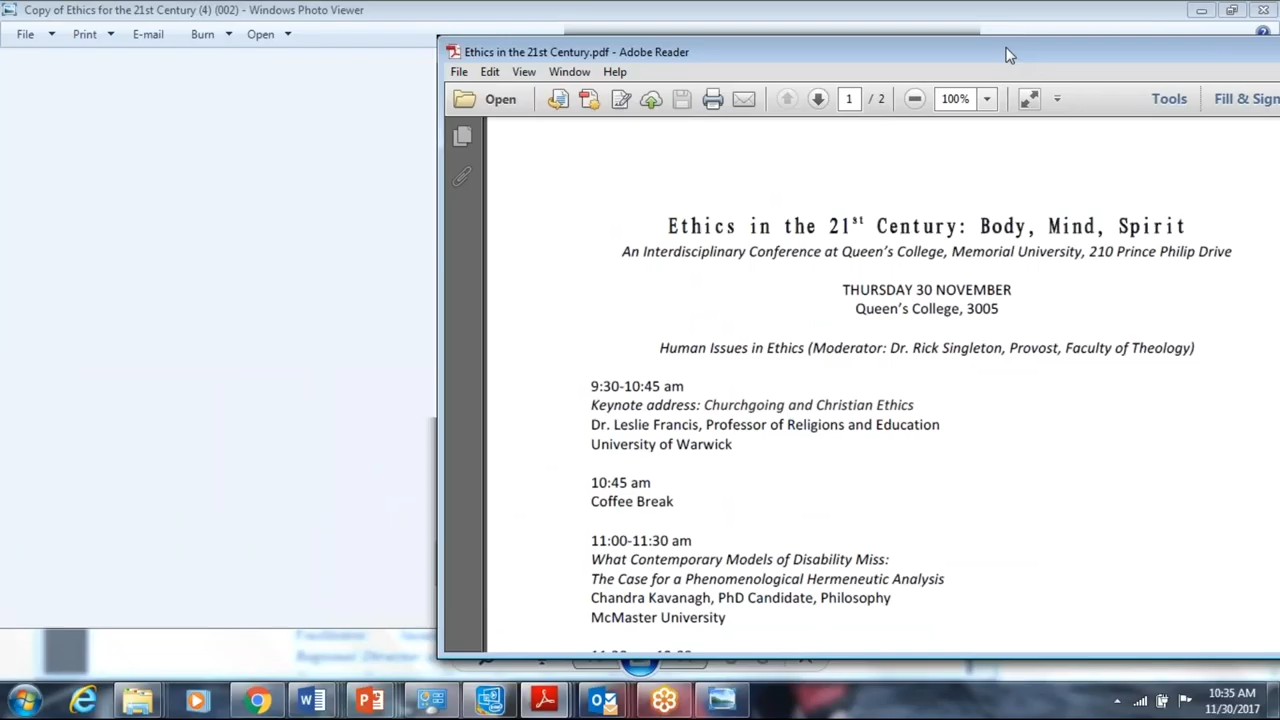 Copy of Ethics for the 21st Century (4) (002) - Windows Photo Viewer
File Print E-mail Burn Open
Ethics in the 21st Century.pdf - Adobe Reader
File Edit View Window Help
Open 1 / 2 100% Tools Fill & Sign
Ethics in the 21st Century: Body, Mind, Spirit
An Interdisciplinary Conference at Queen's College, Memorial University, 210 Prince Philip Drive
THURSDAY 30 NOVEMBER
Queen's College, 3005
Human Issues in Ethics (Moderator: Dr. Rick Singleton, Provost, Faculty of Theology)
9:30-10:45 am
Keynote address: Churchgoing and Christian Ethics
Dr. Leslie Francis, Professor of Religions and Education
University of Warwick
10:45 am
Coffee Break
11:00-11:30 am
What Contemporary Models of Disability Miss:
The Case for a Phenomenological Hermeneutic Analysis
Chandra Kavanagh, PhD Candidate, Philosophy
McMaster University
Regional Director
10:35 AM
11/30/2017